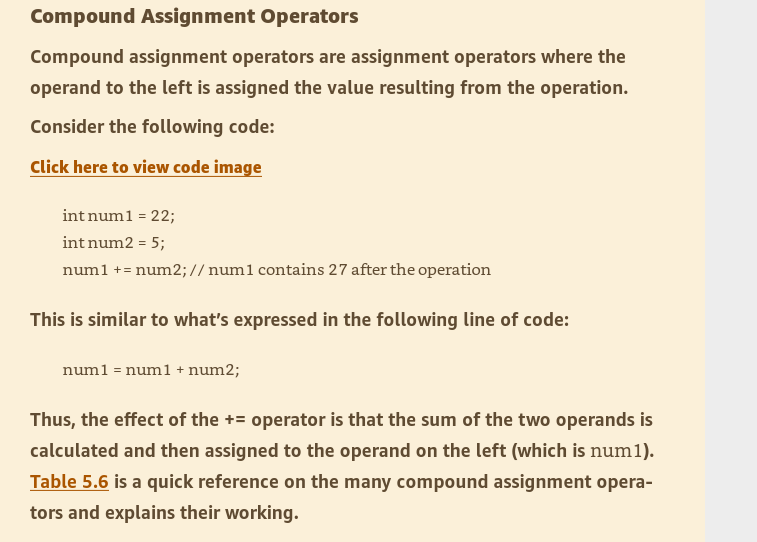 Compound Assignment Operators
Compound assignment operators are assignment operators where the
operand to the left is assigned the value resulting from the operation.
Consider the following code:
Click here to view code image
int num1 = 22;
int num2 = 5;
num1 += num2; // num1 contains 27 after the operation
This is similar to what’s expressed in the following line of code:
num1 = num1 + num2;
Thus, the effect of the += operator is that the sum of the two operands is
calculated and then assigned to the operand on the left (which is num1).
Table 5.6 is a quick reference on the many compound assignment opera-
tors and explains their working.